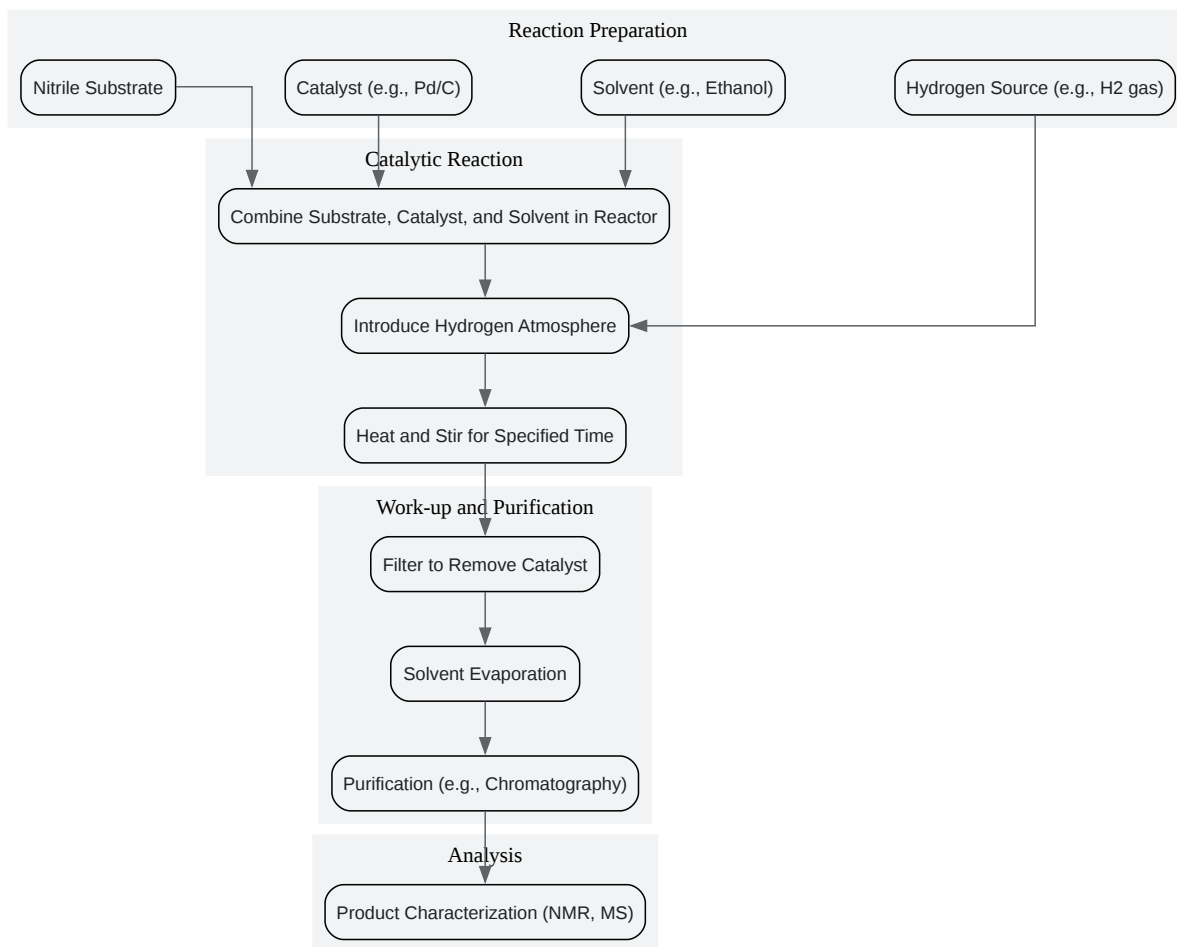 Reaction Preparation
Nitrile Substrate
Catalyst (e.g., Pd/C)
Solvent (e.g., Ethanol)
Hydrogen Source (e.g., H2 gas)
Catalytic Reaction
Combine Substrate, Catalyst, and Solvent in Reactor
Introduce Hydrogen Atmosphere
Heat and Stir for Specified Time
Work-up and Purification
Filter to Remove Catalyst
Solvent Evaporation
Purification (e.g., Chromatography)
Analysis
Product Characterization (NMR, MS)